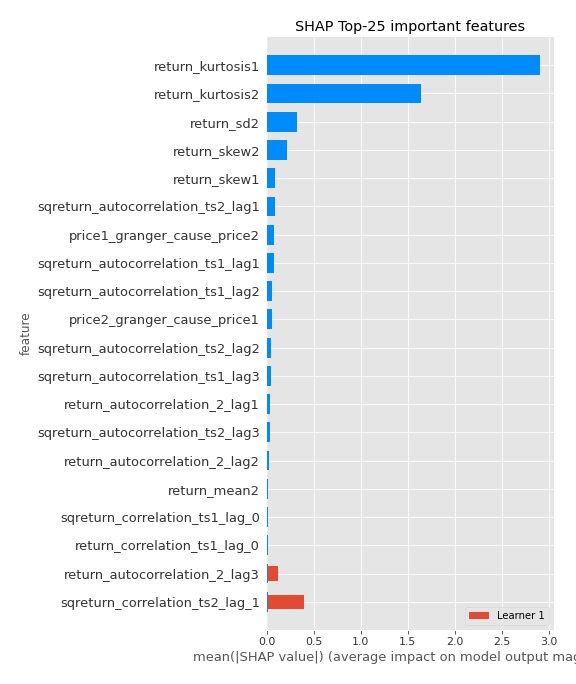 SHAP Top-25 important features
return_kurtosis1
return_kurtosis2
return_sd2
return_skew2
return_skew1
sqreturn_autocorrelation_ts2_lag1
price1_granger_cause_price2
sqreturn_autocorrelation_ts1_lag1
sqreturn_autocorrelation_ts1_lag2
price2_granger_cause_price1
sqreturn_autocorrelation_ts2_lag2
sqreturn_autocorrelation_ts1_lag3
return_autocorrelation_2_lag1
sqreturn_autocorrelation_ts2_lag3
return_autocorrelation_2_lag2
return_mean2
sqreturn_correlation_ts1_lag_0
return_correlation_ts1_lag_0
return_autocorrelation_2_lag3
sqreturn_correlation_ts2_lag_1
feature
Learner 1
0.0 0.5 1.0 1.5 2.0 2.5 3.0
mean(|SHAP value|) (average impact on model output mag